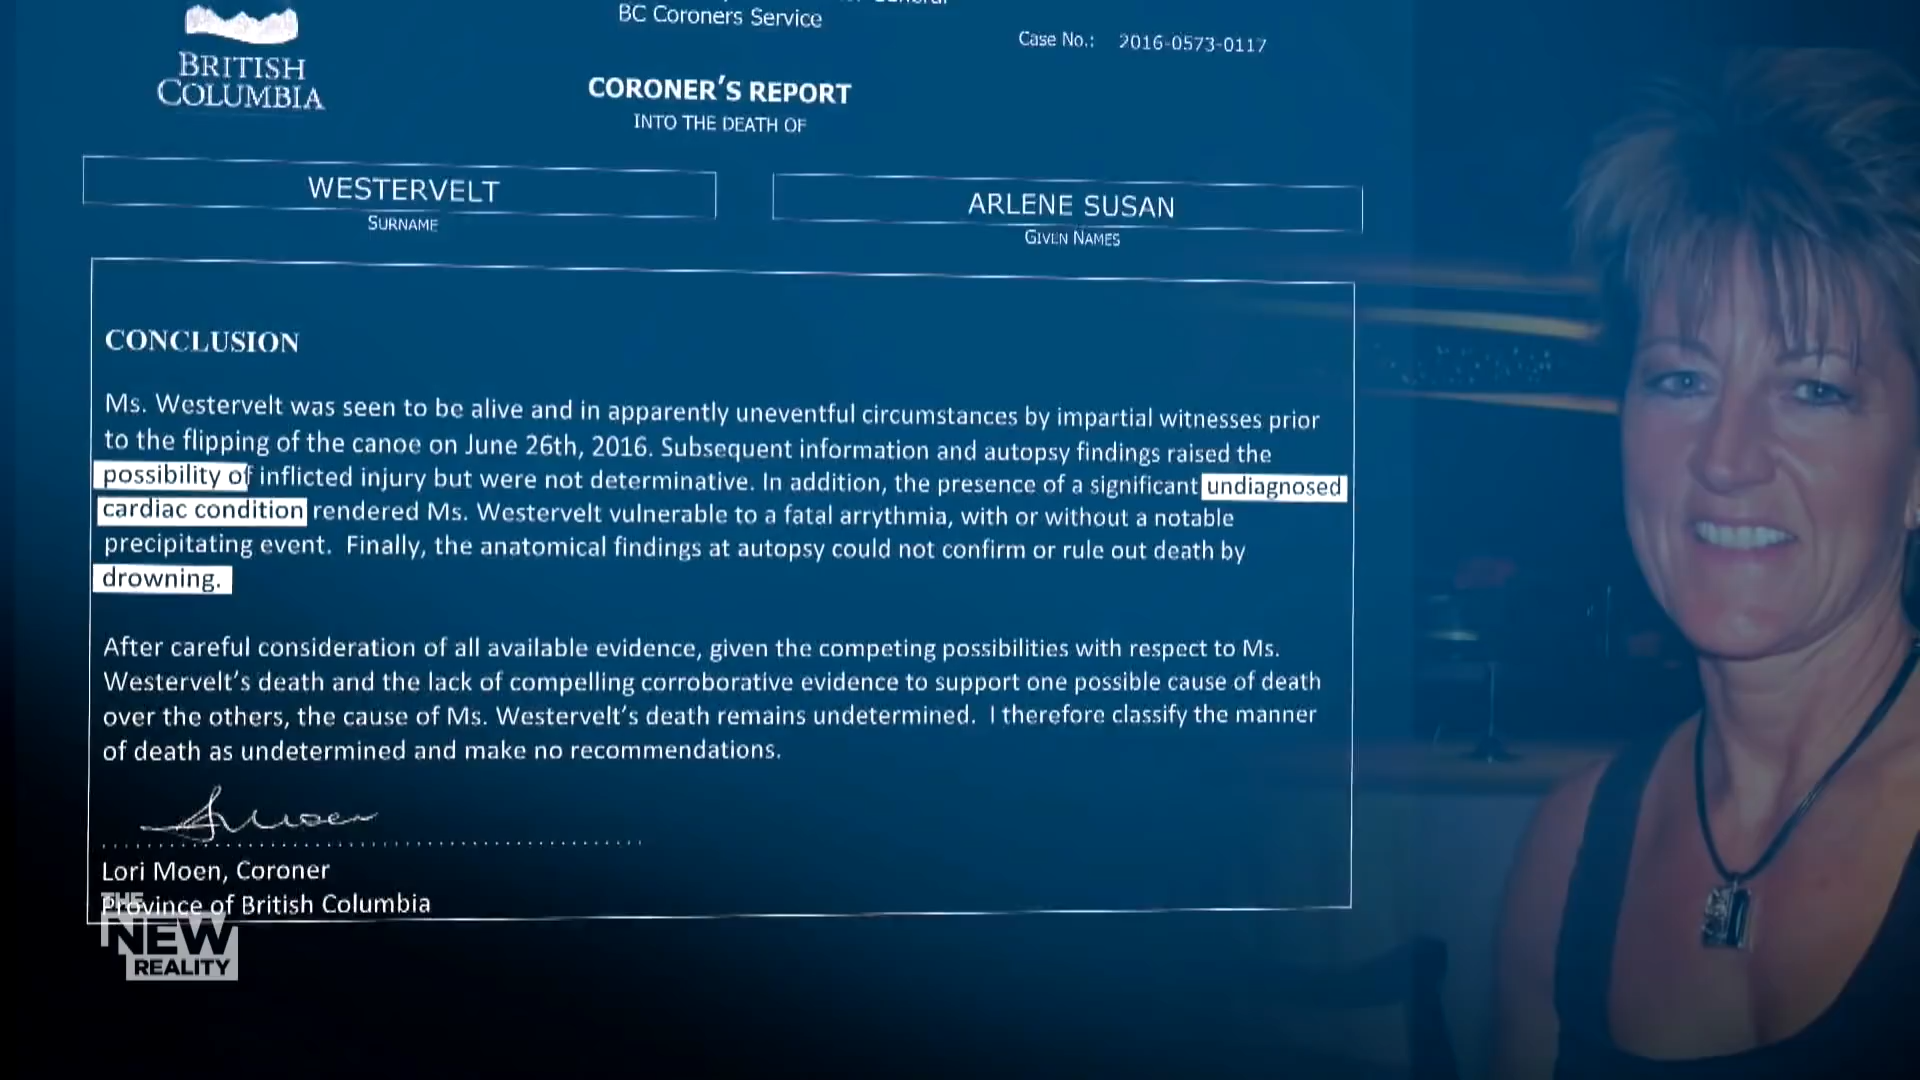 BC Coroners Service
Case No.: 2016-0573-0117
BRITISH
COLUMBIA
CORONER'S REPORT
INTO THE DEATH OF
WESTERVELT
SURNAME
ARLENE SUSAN
GIVEN NAMES
CONCLUSION
Ms. Westervelt was seen to be alive and in apparently uneventful circumstances by impartial witnesses prior
to the flipping of the canoe on June 26th, 2016. Subsequent information and autopsy findings raised the
possibility of inflicted injury but were not determinative. In addition, the presence of a significant undiagnosed
cardiac condition rendered Ms. Westervelt vulnerable to a fatal arrythmia, with or without a notable
precipitating event. Finally, the anatomical findings at autopsy could not confirm or rule out death by
drowning.
After careful consideration of all available evidence, given the competing possibilities with respect to Ms.
Westervelt's death and the lack of compelling corroborative evidence to support one possible cause of death
over the others, the cause of Ms. Westervelt's death remains undetermined. I therefore classify the manner
of death as undetermined and make no recommendations.
Lori Moen, Coroner
Province of British Columbia
THE
NEW
REALITY